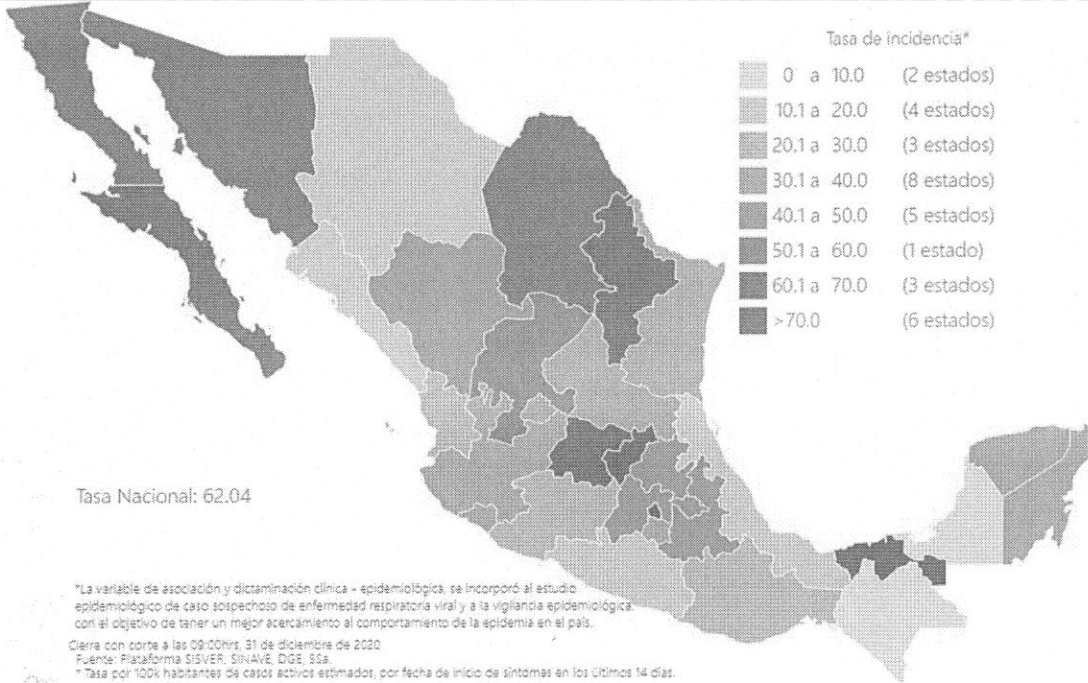 Tasa de incidencia*
0 a 10.0 (2 estados)
10.1 a 20.0 (4 estados)
20.1 a 30.0 (3 estados)
30.1 a 40.0 (8 estados)
40.1 a 50.0 (5 estados)
50.1 a 60.0 (1 estado)
60.1 a 70.0 (3 estados)
>70.0 (6 estados)
Tasa Nacional: 62.04
*La variable de asociación y dictaminación clínica – epidemiológica, se incorporó al estudio
epidemiológico de caso sospechoso de enfermedad respiratoria viral y a la vigilancia epidemiológica,
con el objetivo de tener un mejor acercamiento al comportamiento de la epidemia en el país.
Cierre con corte a las 09:00hrs, 31 de diciembre de 2020
Fuente: Plataforma SISVER, SINAVE, DGE, SSa.
* Tasa por 100k habitantes de casos activos estimados, por fecha de inicio de síntomas en los últimos 14 días.